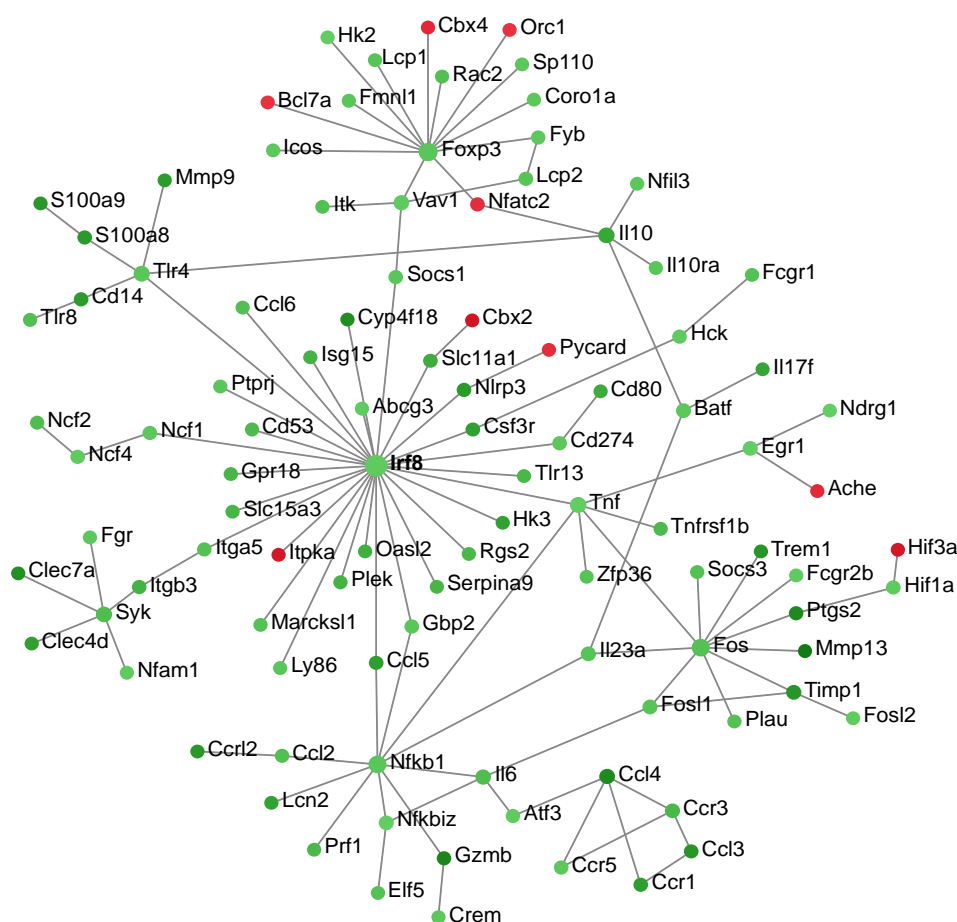 Cbx4
Orc1
Hk2
Lcp1
Sp110
Rac2
Bcl7a
Fmnl1
Coro1a
Icos
Foxp3
Fyb
Lcp2
Mmp9
Nfil3
S100a9
Itk
Vav1
Nfatc2
S100a8
Il10
Tlr4
Socs1
Il10ra
Fcgr1
Cd14
Ccl6
Tlr8
Cyp4f18
Cbx2
Hck
Isg15
Slc11a1
Pycard
Ptprj
Nlrp3
Cd80
Il17f
Abcg3
Batf
Ndrg1
Ncf2
Ncf1
Cd53
Csf3r
Cd274
Egr1
Ncf4
Irf8
Gpr18
Tlr13
Ache
Slc15a3
Tnf
Hk3
Tnfrsf1b
Fgr
Itga5
Itpka
Oasl2
Rgs2
Trem1
Hif3a
Clec7a
Itgb3
Plek
Serpina9
Zfp36
Socs3
Fcgr2b
Hif1a
Syk
Ptgs2
Marcksl1
Gbp2
Clec4d
Fos
Mmp13
Nfam1
Ly86
Ccl5
Il23a
Timp1
Fosl1
Plau
Fosl2
Ccrl2
Ccl2
Nfkb1
Il6
Ccl4
Lcn2
Nfkbiz
Atf3
Ccr3
Prf1
Gzmb
Ccr5
Ccl3
Elf5
Ccr1
Crem